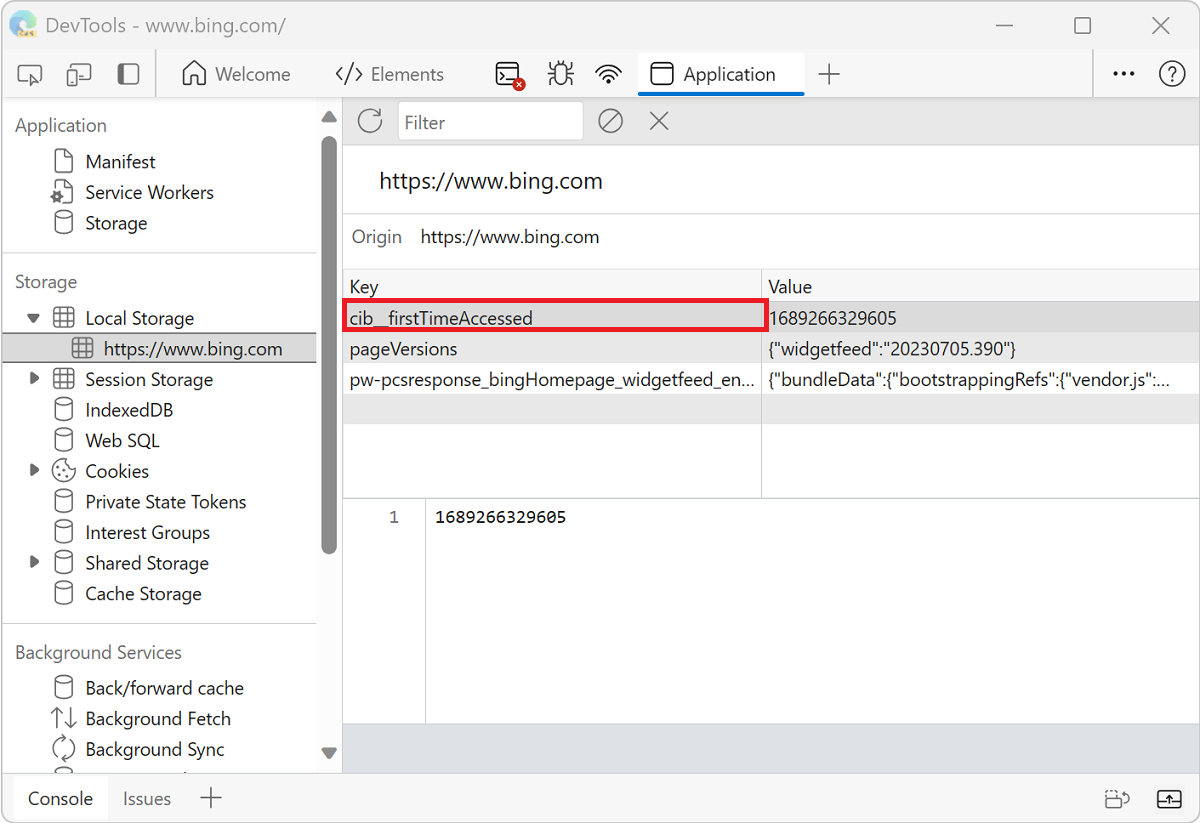 DevTools - www.bing.com/
Welcome
Elements
Application
Application
Manifest
Service Workers
Storage
Storage
Local Storage
https://www.bing.com
Session Storage
IndexedDB
Web SQL
Cookies
Private State Tokens
Interest Groups
Shared Storage
Cache Storage
Background Services
Back/forward cache
Background Fetch
Background Sync
Filter
https://www.bing.com
Origin https://www.bing.com
Key Value
cib__firstTimeAccessed 1689266329605
pageVersions {"widgetfeed":"20230705.390"}
pw-pcsresponse_bingHomepage_widgetfeed_en... {"bundleData":{"bootstrappingRefs":{"vendor.js":...
1 1689266329605
Console Issues